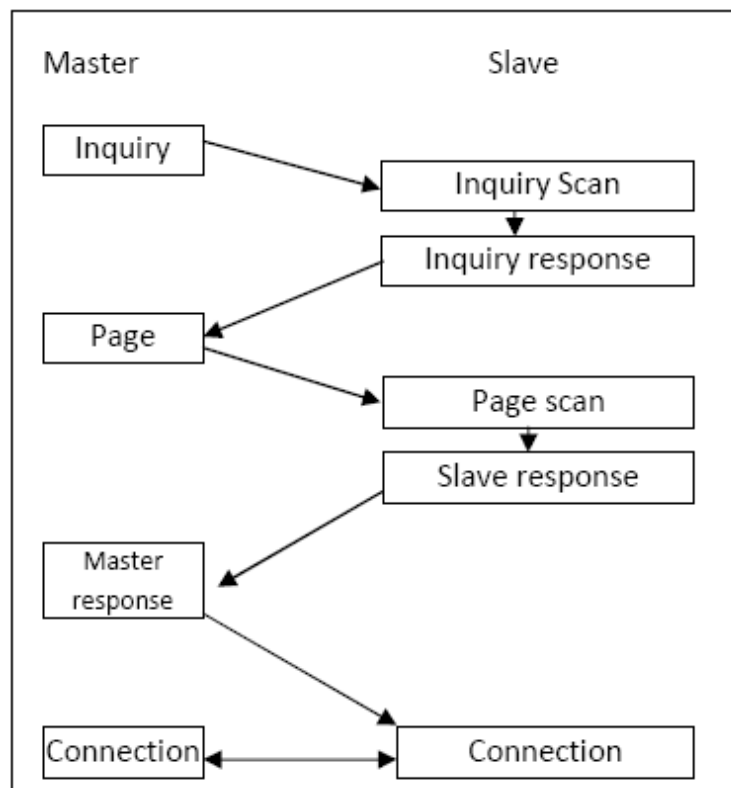 Master
Slave
Inquiry
Inquiry Scan
Inquiry response
Page
Page scan
Slave response
Master
response
Connection
Connection